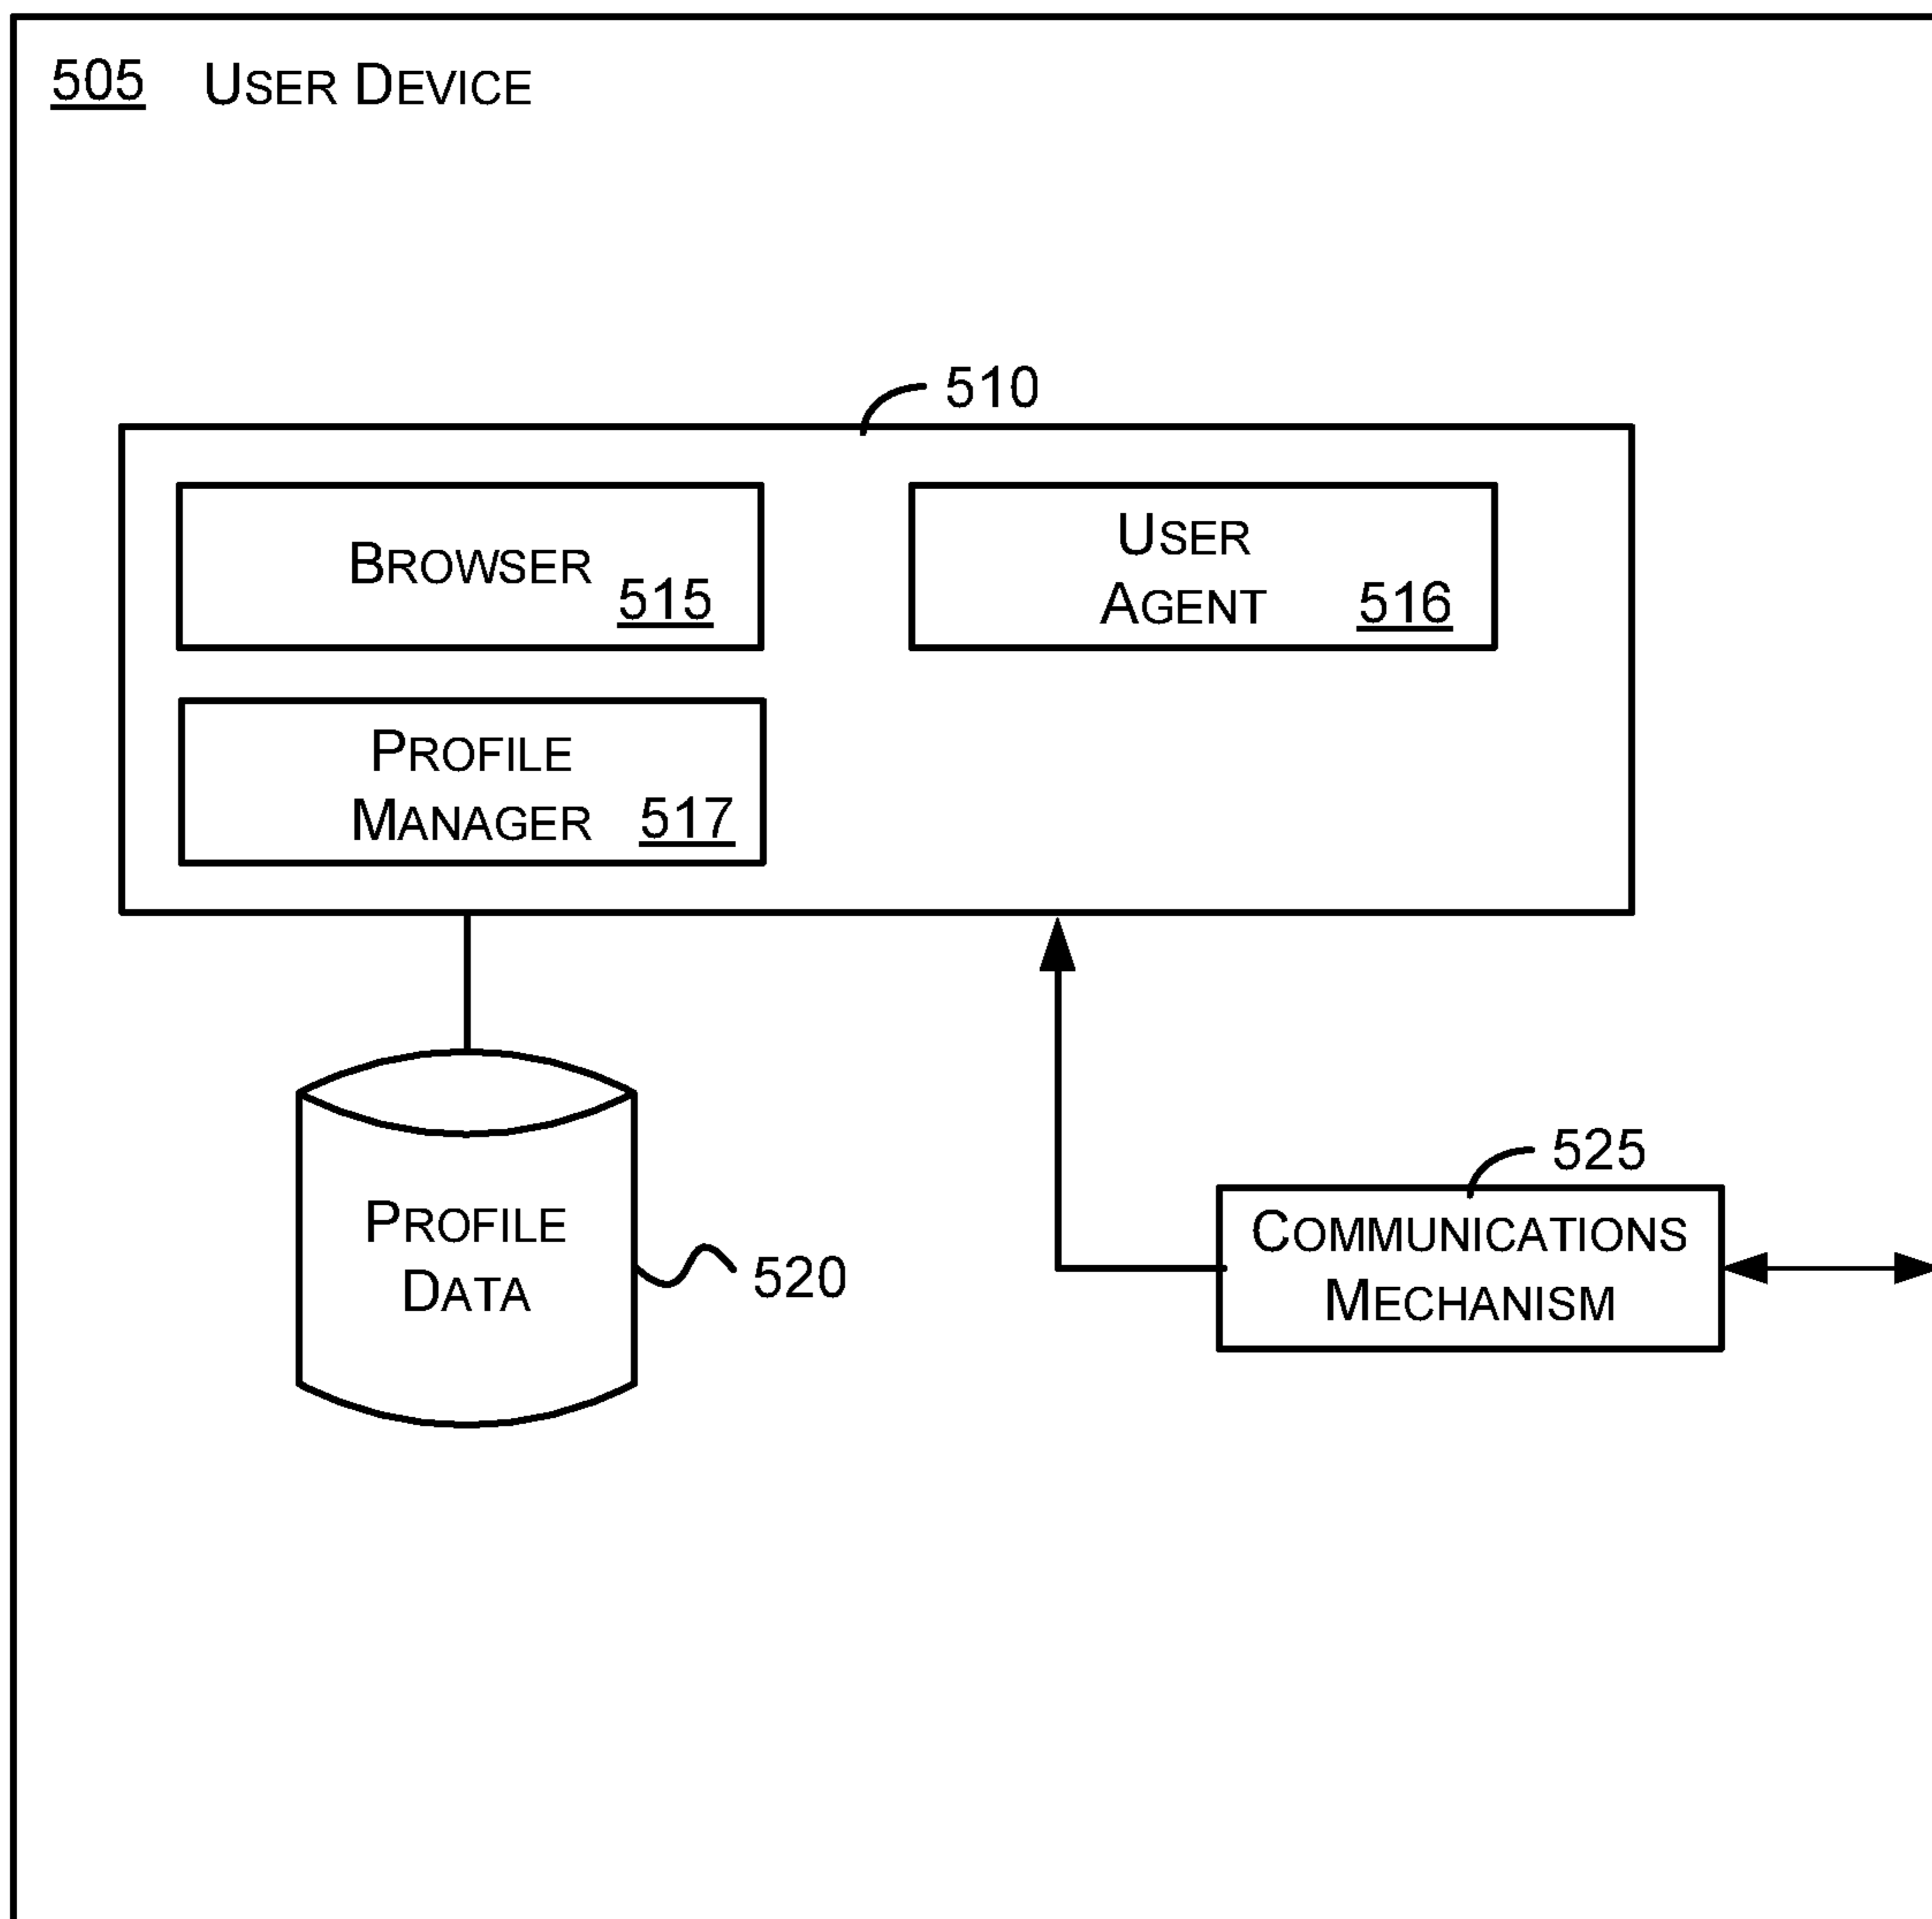 505 USER DEVICE
510
BROWSER 515
USER
AGENT 516
PROFILE
MANAGER 517
PROFILE
DATA
520
525
COMMUNICATIONS
MECHANISM